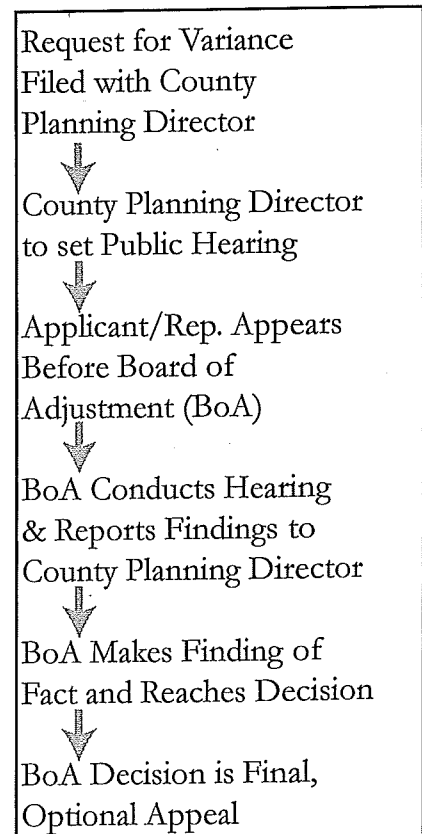 Request for Variance
Filed with County
Planning Director
County Planning Director
to set Public Hearing
Applicant/Rep. Appears
Before Board of
Adjustment (BoA)
BoA Conducts Hearing
& Reports Findings to
County Planning Director
BoA Makes Finding of
Fact and Reaches Decision
BoA Decision is Final,
Optional Appeal